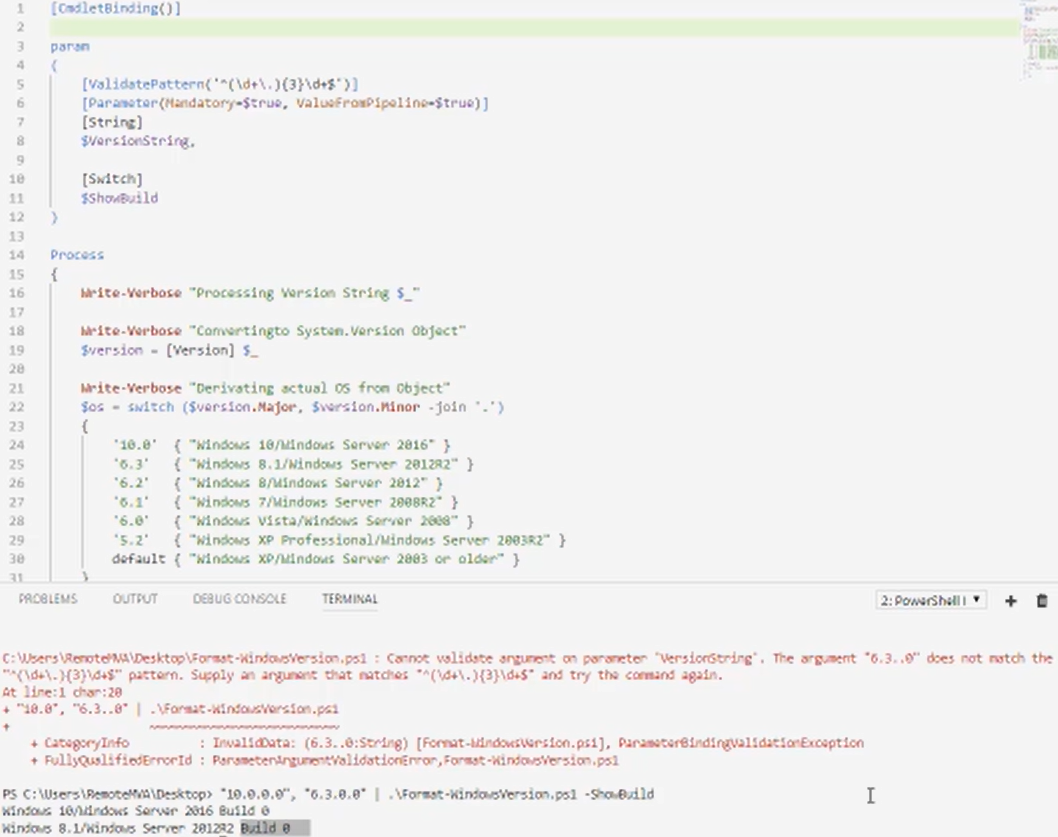 1 [CmdletBinding()]
2
3 param
4 {
5 [ValidatePattern('^(\d+\.){3}\d+$')]
6 [Parameter(Mandatory=$true, ValueFromPipeline=$true)]
7 [String]
8 $VersionString,
9
10 [Switch]
11 $ShowBuild
12 }
13
14 Process
15 {
16 Write-Verbose "Processing Version String $_"
17
18 Write-Verbose "Convertingto System.Version Object"
19 $version = [Version] $_
20
21 Write-Verbose "Derivating actual OS from Object"
22 $os = switch ($version.Major, $version.Minor -join '.')
23 {
24 '10.0' { "Windows 10/Windows Server 2016" }
25 '6.3' { "Windows 8.1/Windows Server 2012R2" }
26 '6.2' { "Windows 8/Windows Server 2012" }
27 '6.1' { "Windows 7/Windows Server 2008R2" }
28 '6.0' { "Windows Vista/Windows Server 2008" }
29 '5.2' { "Windows XP Professional/Windows Server 2003R2" }
30 default { "Windows XP/Windows Server 2003 or older" }
31 }
PROBLEMS OUTPUT DEBUG CONSOLE TERMINAL 2: PowerShell I
C:\Users\RemoteMVA\Desktop\Format-WindowsVersion.ps1 : Cannot validate argument on parameter 'VersionString'. The argument "6.3..0" does not match the
"^(\d+\.){3}\d+$" pattern. Supply an argument that matches "^(\d+\.){3}\d+$" and try the command again.
At line:1 char:20
+ "10.0", "6.3..0" | .\Format-WindowsVersion.ps1
+ ~~~~~~~~~~~~~~~~~~~~~~~~~~~
+ CategoryInfo : InvalidData: (6.3..0:String) [Format-WindowsVersion.ps1], ParameterBindingValidationException
+ FullyQualifiedErrorId : ParameterArgumentValidationError,Format-WindowsVersion.ps1
PS C:\Users\RemoteMVA\Desktop> "10.0.0.0", "6.3.0.0" | .\Format-WindowsVersion.ps1 -ShowBuild
Windows 10/Windows Server 2016 Build 0
Windows 8.1/Windows Server 2012R2 Build 0